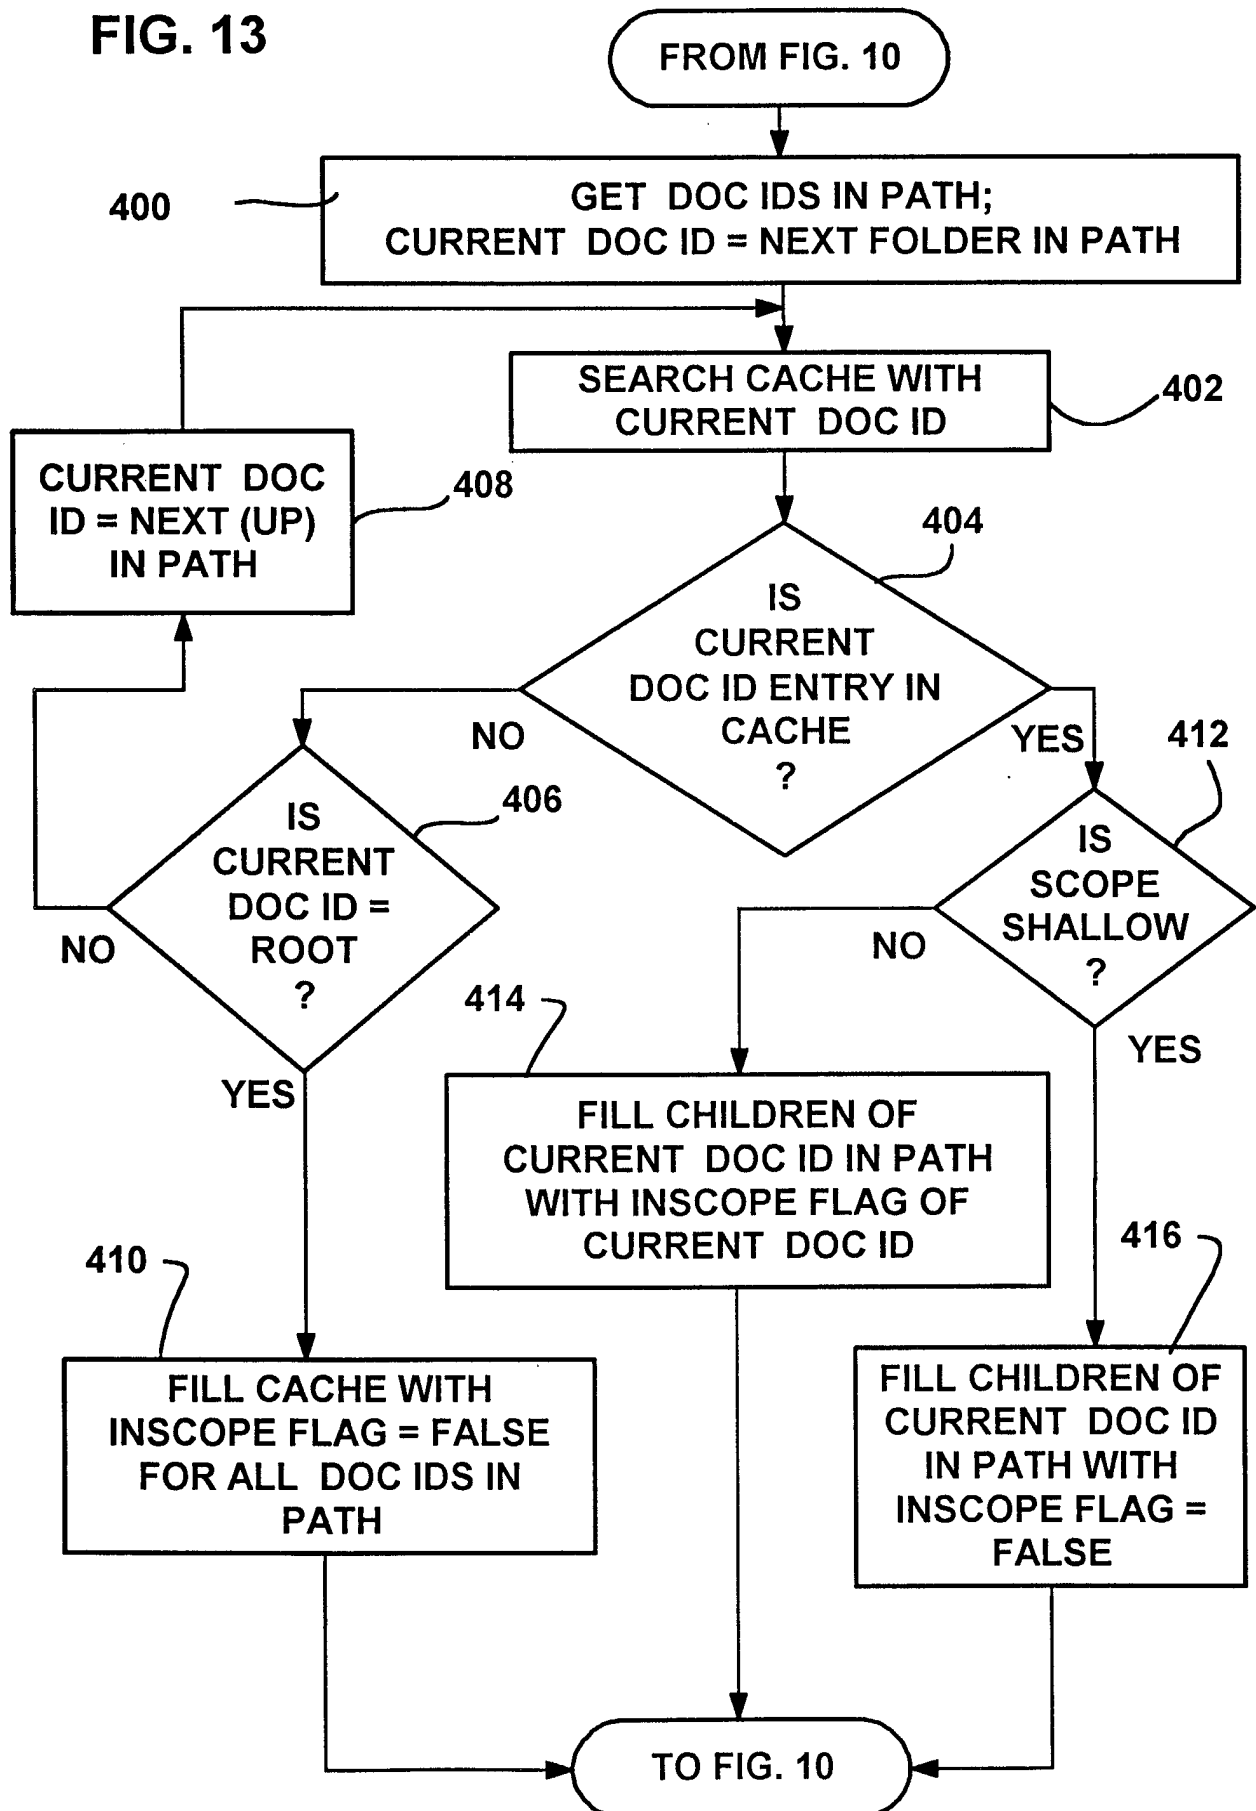 FIG. 13
FROM FIG. 10
400
GET DOC IDS IN PATH;
CURRENT DOC ID = NEXT FOLDER IN PATH
SEARCH CACHE WITH
CURRENT DOC ID
402
CURRENT DOC
ID = NEXT (UP)
IN PATH
408
404
IS
CURRENT
DOC ID ENTRY IN
CACHE
?
NO
YES
412
406
IS
CURRENT
DOC ID =
ROOT
?
NO
YES
IS
SCOPE
SHALLOW
?
NO
YES
414
FILL CHILDREN OF
CURRENT DOC ID IN PATH
WITH INSCOPE FLAG OF
CURRENT DOC ID
410
FILL CACHE WITH
INSCOPE FLAG = FALSE
FOR ALL DOC IDS IN
PATH
416
FILL CHILDREN OF
CURRENT DOC ID
IN PATH WITH
INSCOPE FLAG =
FALSE
TO FIG. 10